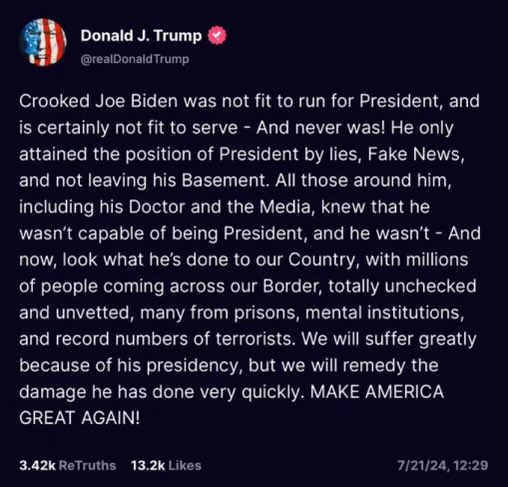 Donald J. Trump
@realDonaldTrump
Crooked Joe Biden was not fit to run for President, and
is certainly not fit to serve - And never was! He only
attained the position of President by lies, Fake News,
and not leaving his Basement. All those around him,
including his Doctor and the Media, knew that he
wasn't capable of being President, and he wasn't - And
now, look what he's done to our Country, with millions
of people coming across our Border, totally unchecked
and unvetted, many from prisons, mental institutions,
and record numbers of terrorists. We will suffer greatly
because of his presidency, but we will remedy the
damage he has done very quickly. MAKE AMERICA
GREAT AGAIN!
3.42k ReTruths 13.2k Likes 7/21/24, 12:29